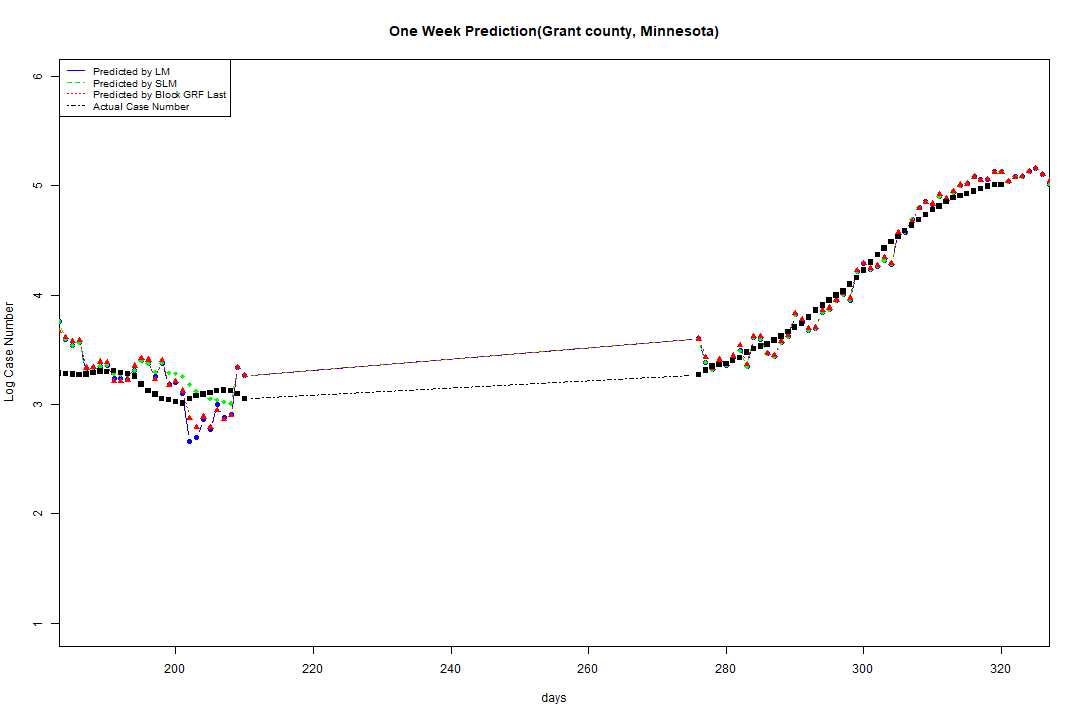 One Week Prediction(Grant county, Minnesota)
Predicted by LM
Predicted by SLM
Predicted by Block GRF Last
Actual Case Number
6
5
4
3
2
1
Log Case Number
200 220 240 260 280 300 320
days